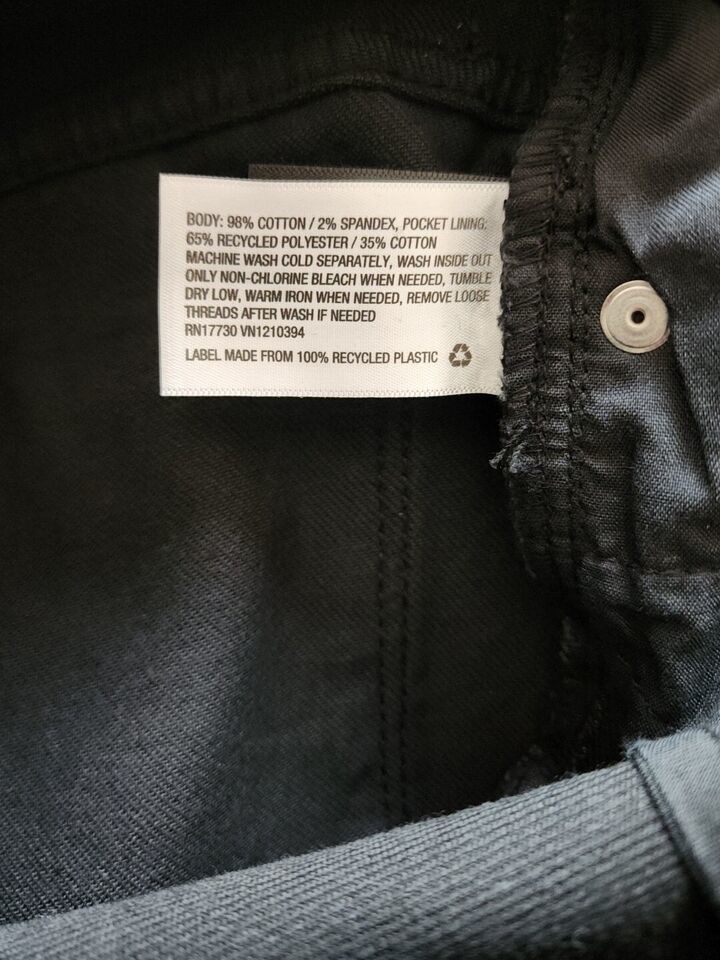 BODY: 98% COTTON / 2% SPANDEX, POCKET LINING:
65% RECYCLED POLYESTER / 35% COTTON
MACHINE WASH COLD SEPARATELY, WASH INSIDE OUT
ONLY NON-CHLORINE BLEACH WHEN NEEDED, TUMBLE
DRY LOW, WARM IRON WHEN NEEDED, REMOVE LOOSE
THREADS AFTER WASH IF NEEDED
RN17730 VN1210394
LABEL MADE FROM 100% RECYCLED PLASTIC